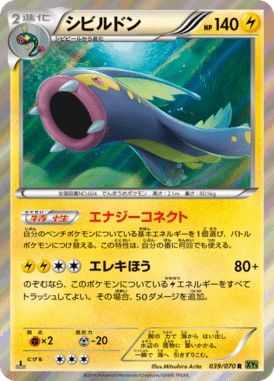 2進化 シビルドン HP140
シビビールから進化
全国図鑑NO.604 でんきうおポケモン 高さ:2.1m 重さ:80.5kg
特性 エナジーコネクト
自分のベンチポケモンについている基本エネルギーを1個選び、バトル
ポケモンにつけ替える。この特性は、自分の番に何回でも使える。
エレキほう 80+
のぞむなら、このポケモンについているエネルギーをすべて
トラッシュしてよい。その場合、50ダメージを追加。
弱点 ×2 抵抗力 -20
にげる
Illus.Mitsuhiro Arita 039/070 R XY5
©2014 Pokémon/Nintendo/Creatures/GAME FREAK.